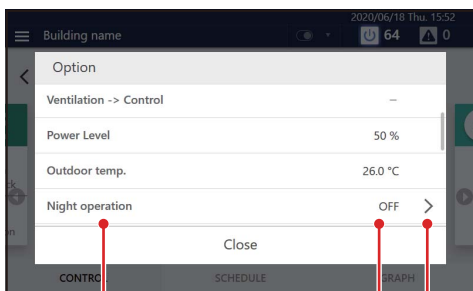 2020/06/18 Thu. 15:52
Building name 64 0
Option
Ventilation -> Control –
Power Level 50 %
Outdoor temp. 26.0 °C
Night operation OFF
Close
CONTROL SCHEDULE GRAPH